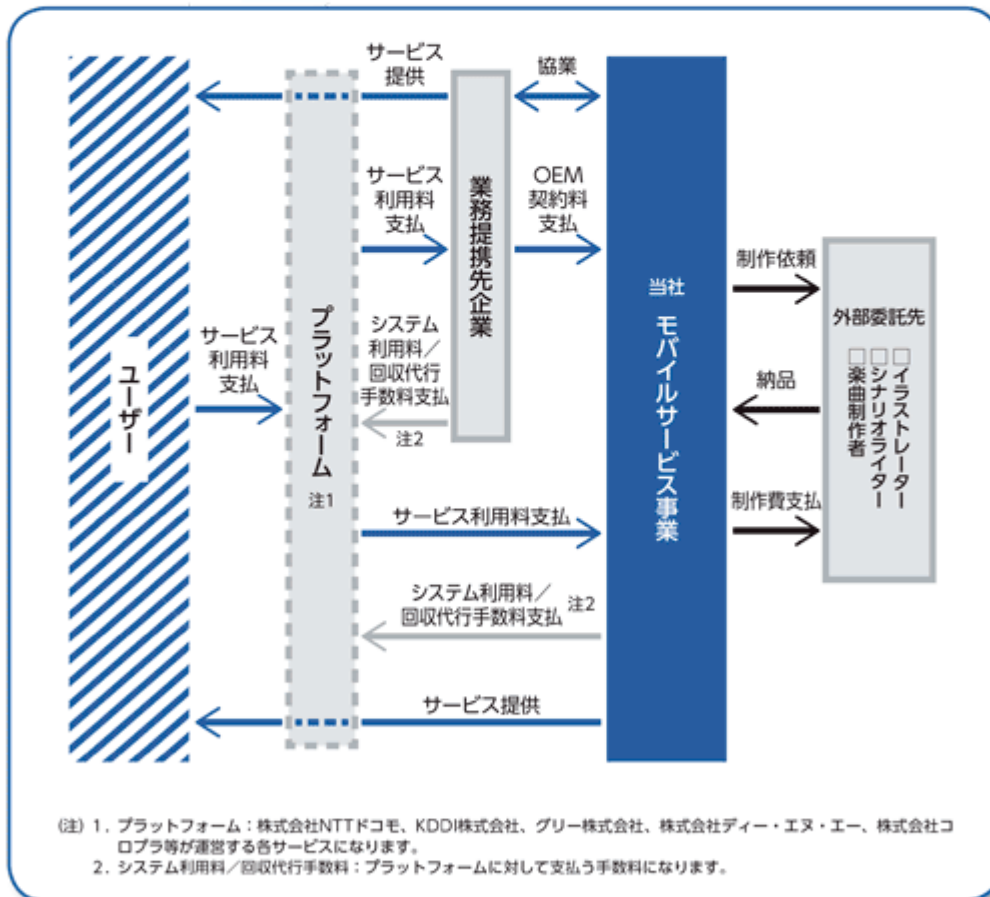 サービス
提供
協業
サービス
利用料
支払
業務提携先企業
OEM
契約料
支払
制作依頼
当社 モバイルサービス事業
外部委託先
□イラストレーター
□シナリオライター
□楽曲制作者
プラットフォーム
注1
システム
利用料/
回収代行
手数料支払
注2
サービス
利用料
支払
ユーザー
納品
制作費支払
サービス利用料支払
システム利用料/
回収代行手数料支払
注2
サービス提供
(注) 1. プラットフォーム:株式会社NTTドコモ、KDDI株式会社、グリー株式会社、株式会社ディー・エヌ・エー、株式会社コ
ロプラ等が運営する各サービスになります。
2. システム利用料/回収代行手数料:プラットフォームに対して支払う手数料になります。